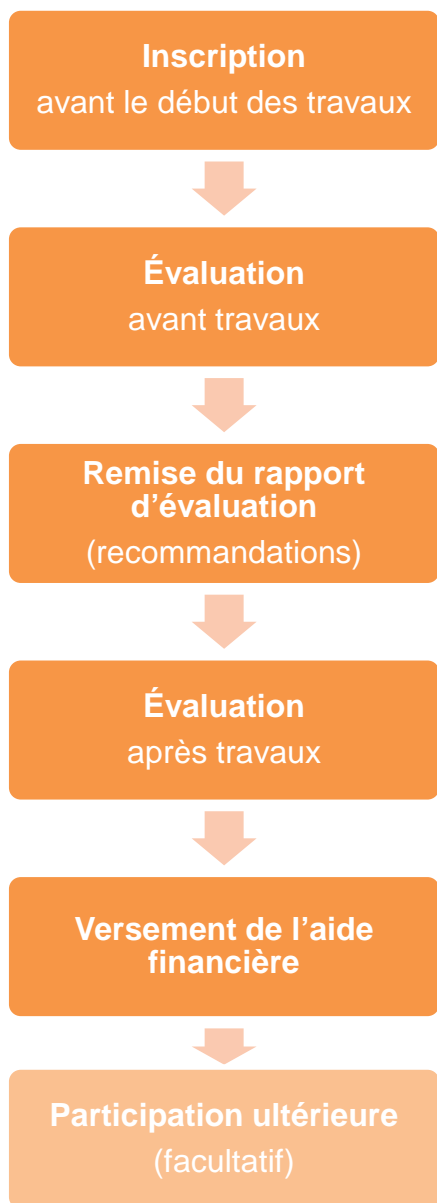 Inscription
avant le début des travaux
Évaluation
avant travaux
Remise du rapport
d’évaluation
(recommandations)
Évaluation
après travaux
Versement de l’aide
financière
Participation ultérieure
(facultatif)